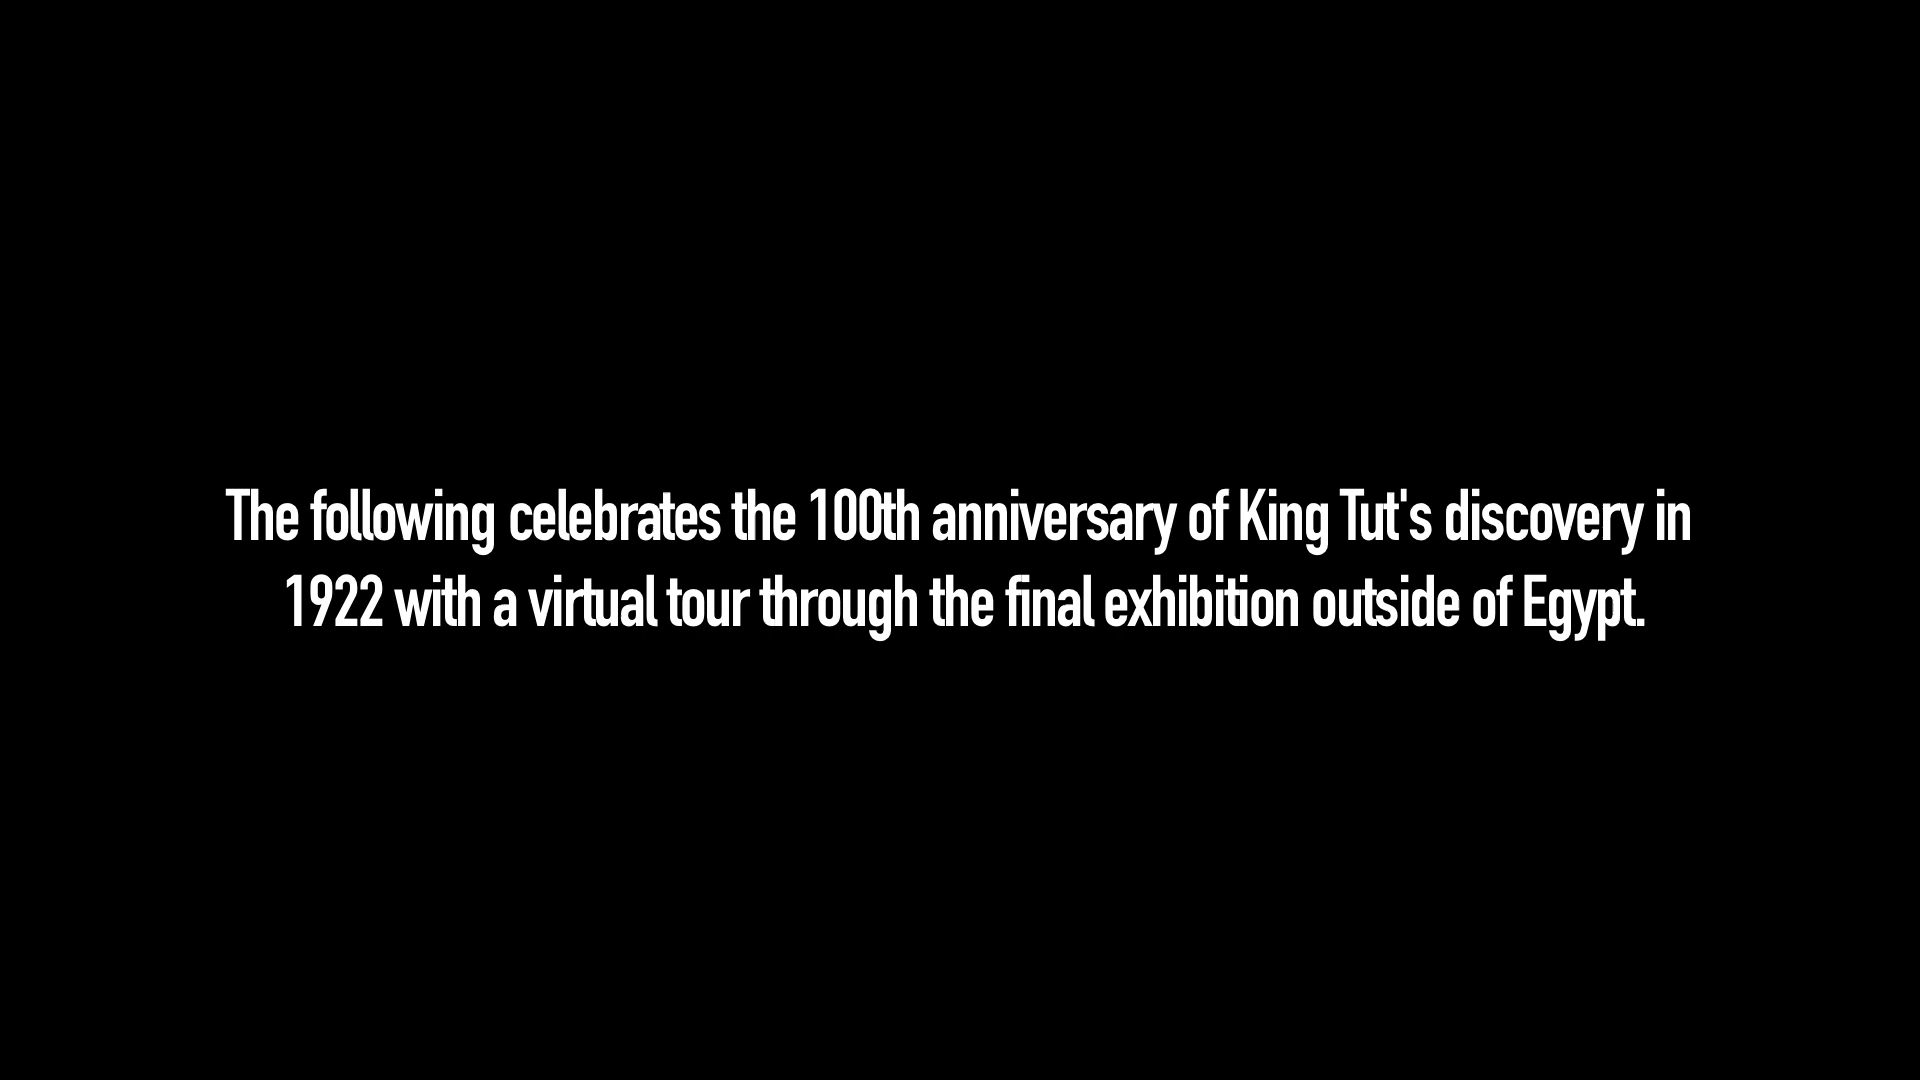 The following celebrates the 100th anniversary of King Tut's discovery in
1922 with a virtual tour through the final exhibition outside of Egypt.